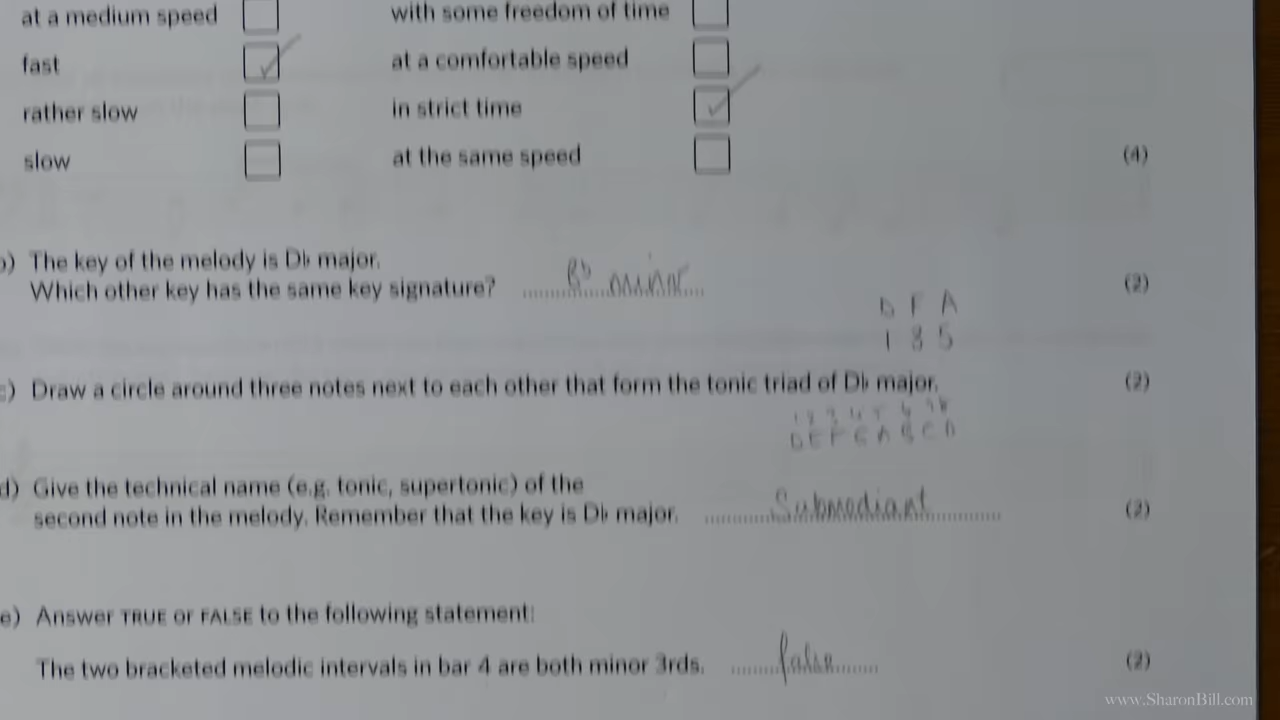 at a medium speed with some freedom of time
fast at a comfortable speed
rather slow in strict time
slow at the same speed (4)
b) The key of the melody is D♭ major.
Which other key has the same key signature? B♭ minor (2)
D F A
1 3 5
c) Draw a circle around three notes next to each other that form the tonic triad of D♭ major. (2)
1 2 3 4 5 6 7 8
D E F G A B C D
d) Give the technical name (e.g. tonic, supertonic) of the
second note in the melody. Remember that the key is D♭ major. Submediant (2)
e) Answer TRUE or FALSE to the following statement:
The two bracketed melodic intervals in bar 4 are both minor 3rds. false (2)
www.SharonBill.com